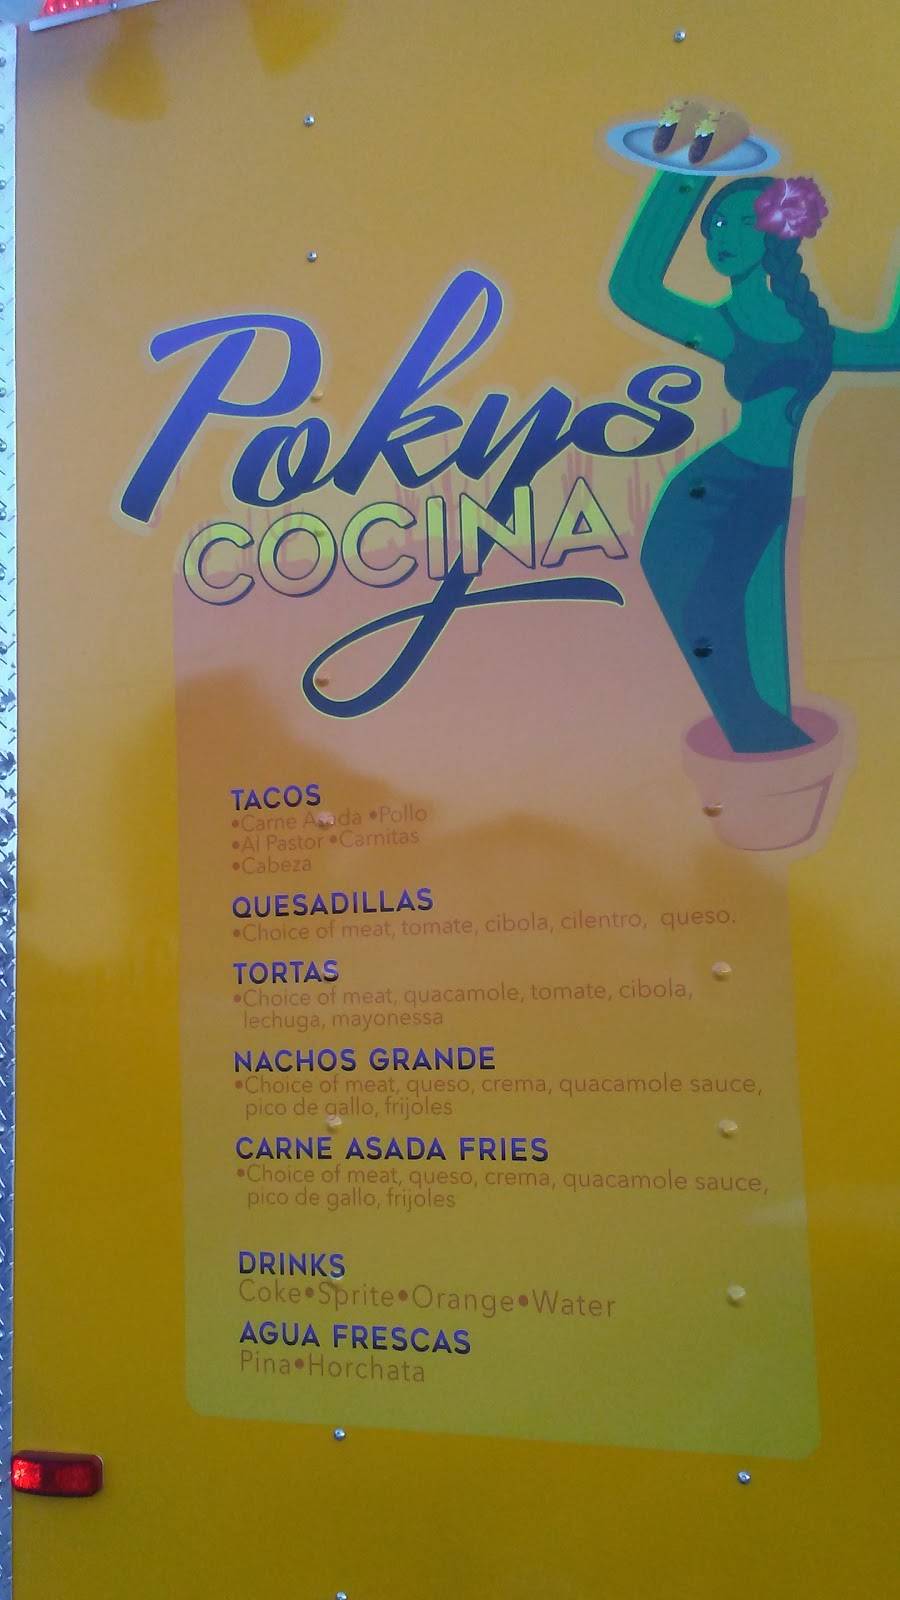 Pokys
COCINA
TACOS
•Carne Asada •Pollo
•Al Pastor •Carnitas
•Cabeza
QUESADILLAS
•Choice of meat, tomate, cibola, cilentro, queso.
TORTAS
•Choice of meat, quacamole, tomate, cibola,
lechuga, mayonessa
NACHOS GRANDE
•Choice of meat, queso, crema, quacamole sauce,
pico de gallo, frijoles
CARNE ASADA FRIES
•Choice of meat, queso, crema, quacamole sauce,
pico de gallo, frijoles
DRINKS
Coke•Sprite•Orange•Water
AGUA FRESCAS
Pina•Horchata